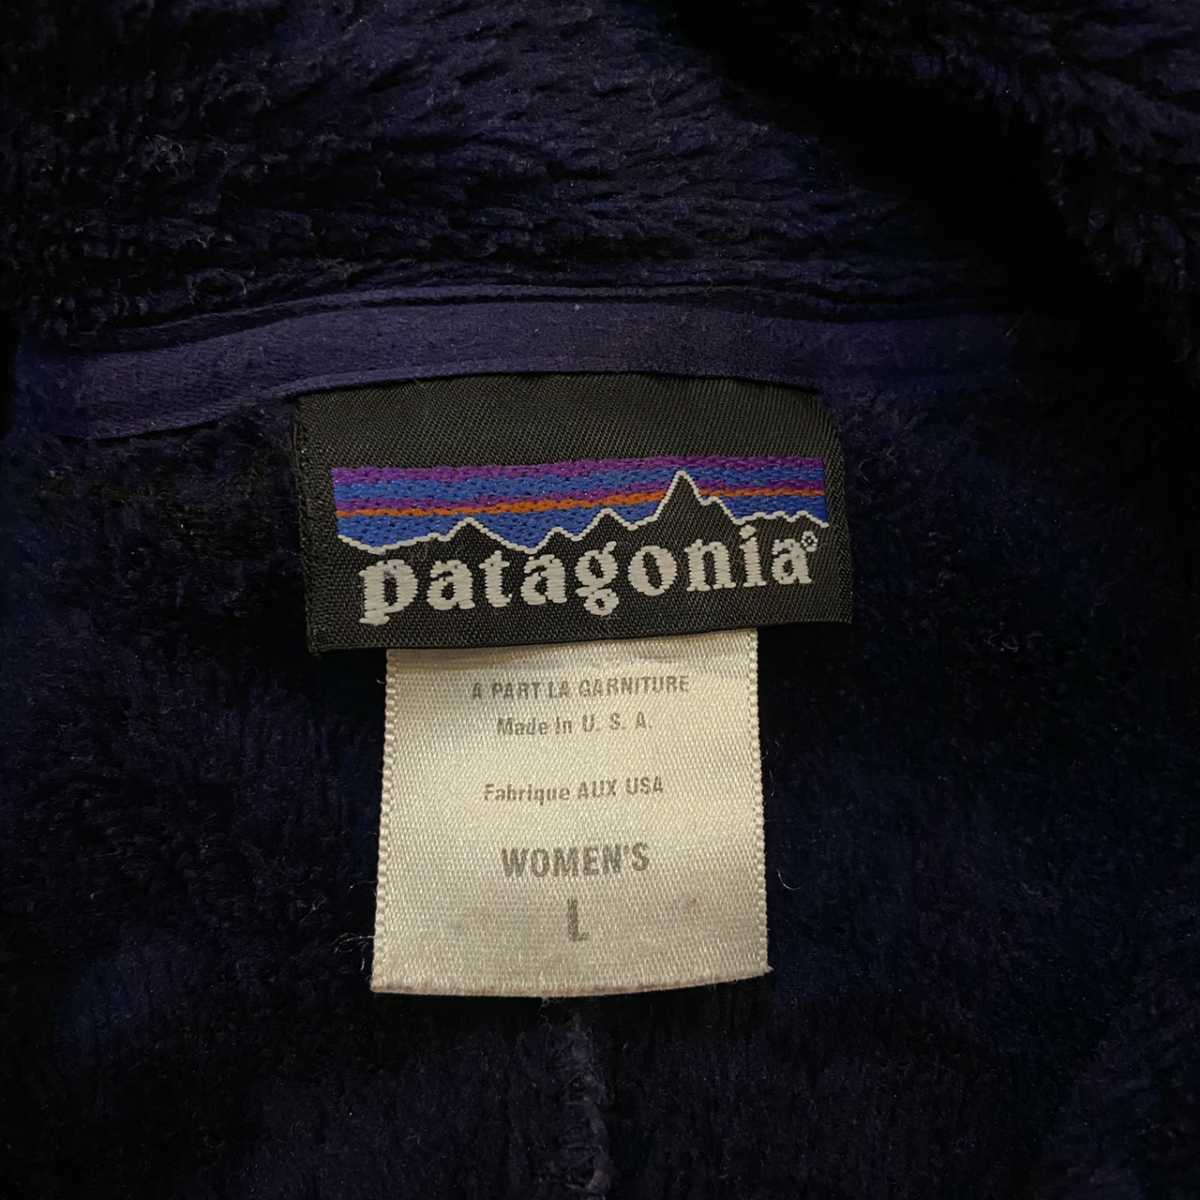 patagonia®
A PART LA GARNITURE
Made In U. S. A
Fabrique AUX USA
WOMEN'S
L